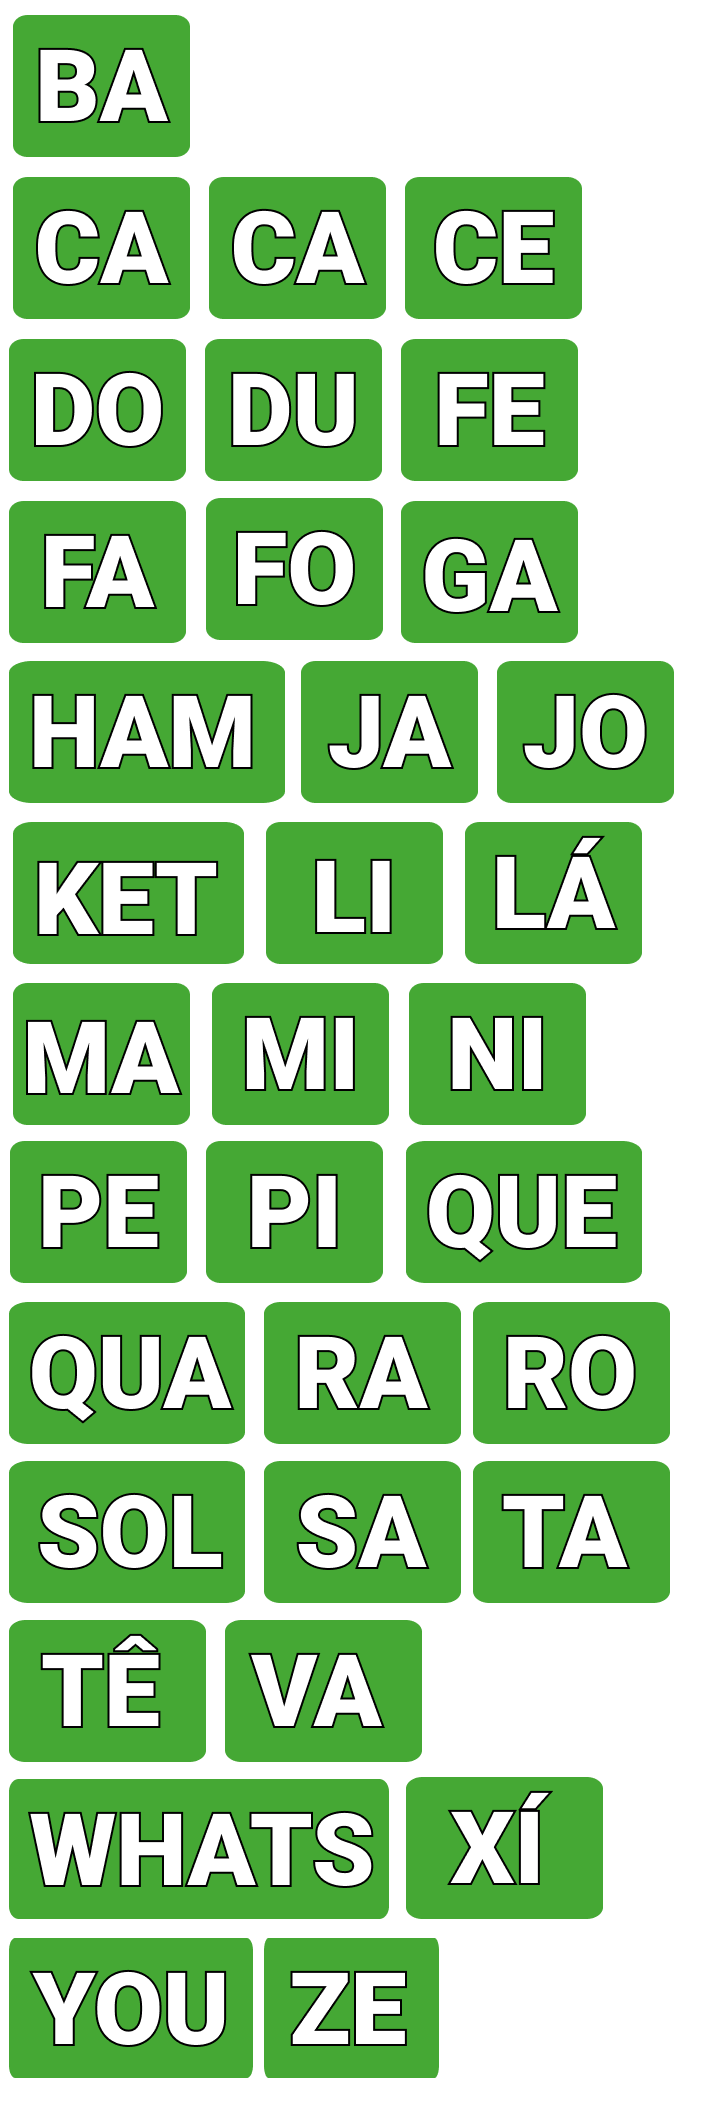 BA
CA CA CE
DO DU FE
FA FO GA
HAM JA JO
KET LI LÁ
MA MI NI
PE PI QUE
QUA RA RO
SOL SA TA
TÊ VA
WHATS XÍ
YOU ZE